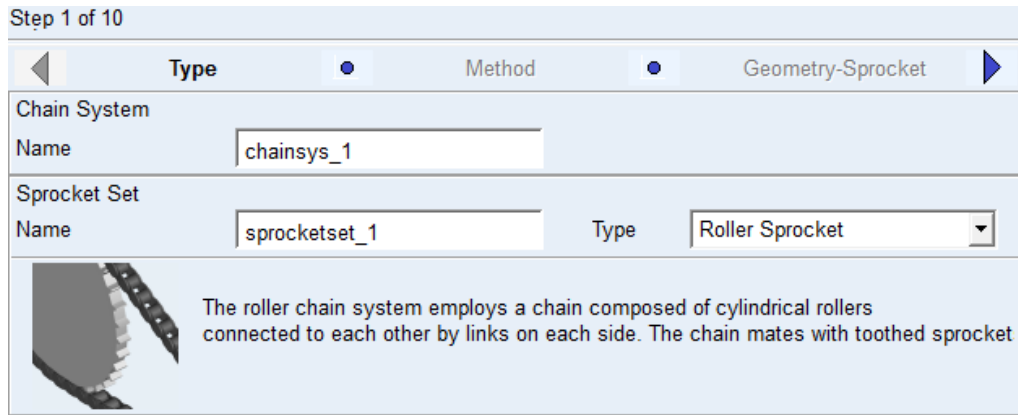 Step 1 of 10
Type Method Geometry-Sprocket
Chain System
Name chainsys_1
Sprocket Set
Name sprocketset_1 Type Roller Sprocket
The roller chain system employs a chain composed of cylindrical rollers
connected to each other by links on each side. The chain mates with toothed sprocket